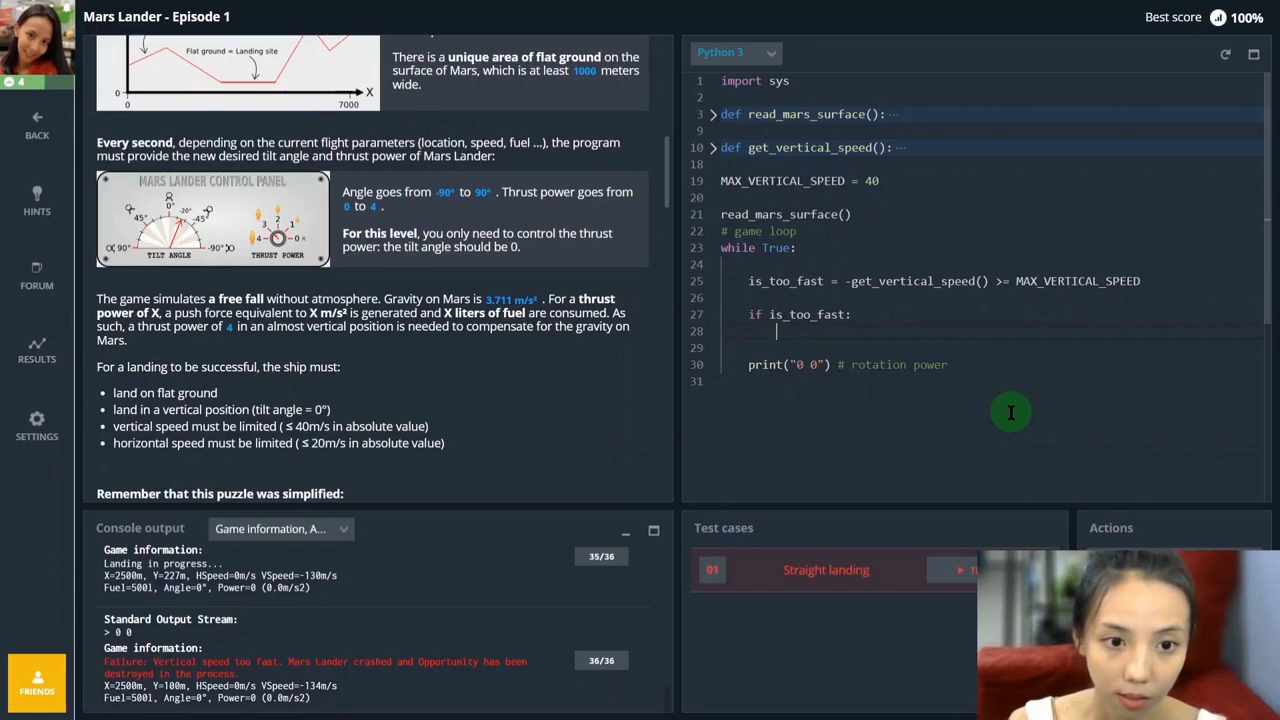 Mars Lander - Episode 1
Best score 100%
4
BACK
HINTS
FORUM
RESULTS
SETTINGS
FRIENDS
Flat ground = Landing site
0
0
7000
X
There is a unique area of flat ground on the
surface of Mars, which is at least 1000 meters
wide.
Every second, depending on the current flight parameters (location, speed, fuel ...), the program
must provide the new desired tilt angle and thrust power of Mars Lander:
MARS LANDER CONTROL PANEL
0°
45°
-20°
-45°
90°
-90°
TILT ANGLE
2
3
1
4
0
THRUST POWER
Angle goes from -90° to 90° . Thrust power goes from
0 to 4 .
For this level, you only need to control the thrust
power: the tilt angle should be 0.
The game simulates a free fall without atmosphere. Gravity on Mars is 3.711 m/s² . For a thrust
power of X, a push force equivalent to X m/s² is generated and X liters of fuel are consumed. As
such, a thrust power of 4 in an almost vertical position is needed to compensate for the gravity on
Mars.
For a landing to be successful, the ship must:
• land on flat ground
• land in a vertical position (tilt angle = 0°)
• vertical speed must be limited ( ≤ 40m/s in absolute value)
• horizontal speed must be limited ( ≤ 20m/s in absolute value)
Remember that this puzzle was simplified:
Python 3
1 import sys
2
3 def read_mars_surface(): ···
9
10 def get_vertical_speed(): ···
18
19 MAX_VERTICAL_SPEED = 40
20
21 read_mars_surface()
22 # game loop
23 while True:
24
25 is_too_fast = -get_vertical_speed() >= MAX_VERTICAL_SPEED
26
27 if is_too_fast:
28
29
30 print("0 0") # rotation power
31
Console output
Game information, A...
Game information:
Landing in progress...
X=2500m, Y=227m, HSpeed=0m/s VSpeed=-130m/s
Fuel=500l, Angle=0°, Power=0 (0.0m/s2)
35/36
Standard Output Stream:
> 0 0
Game information:
Failure: Vertical speed too fast. Mars Lander crashed and Opportunity has been
destroyed in the process.
X=2500m, Y=100m, HSpeed=0m/s VSpeed=-134m/s
Fuel=500l, Angle=0°, Power=0 (0.0m/s2)
36/36
Test cases
01 Straight landing
Actions